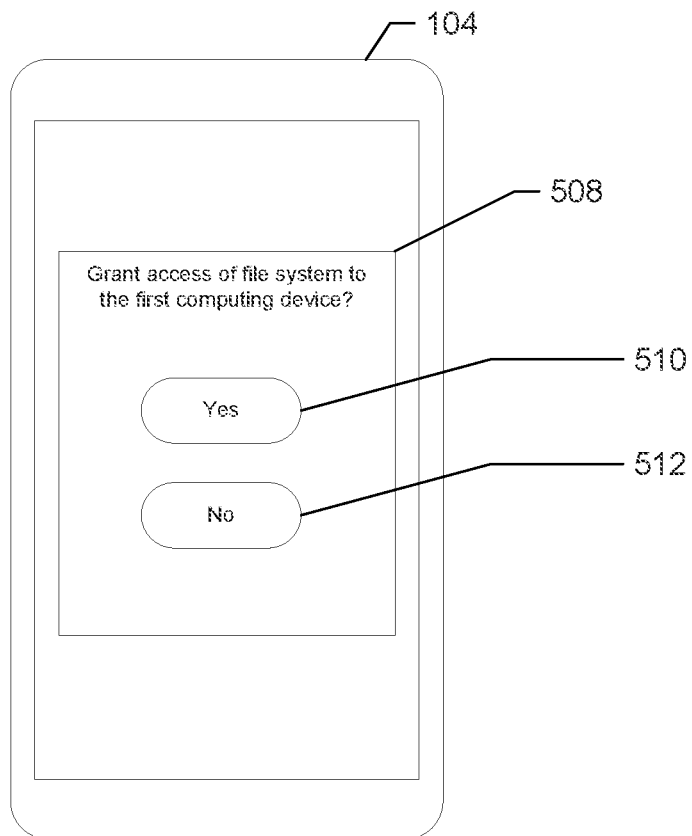 104
508
Grant access of file system to
the first computing device?
510
Yes
512
No